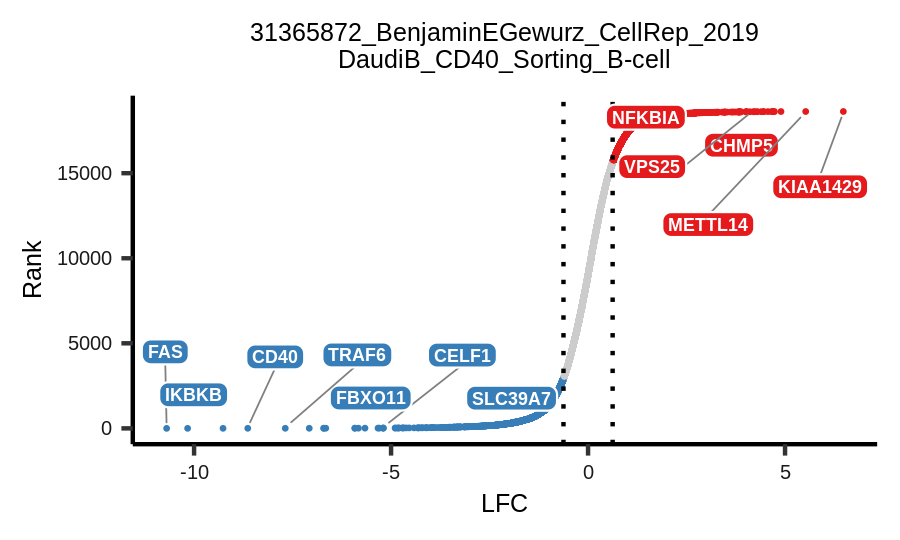 31365872_BenjaminEGewurz_CellRep_2019
DaudiB_CD40_Sorting_B-cell
Rank
15000
10000
5000
0
NFKBIA
CHMP5
VPS25
KIAA1429
METTL14
FAS
CD40
TRAF6
CELF1
IKBKB
FBXO11
SLC39A7
-10
-5
0
5
LFC